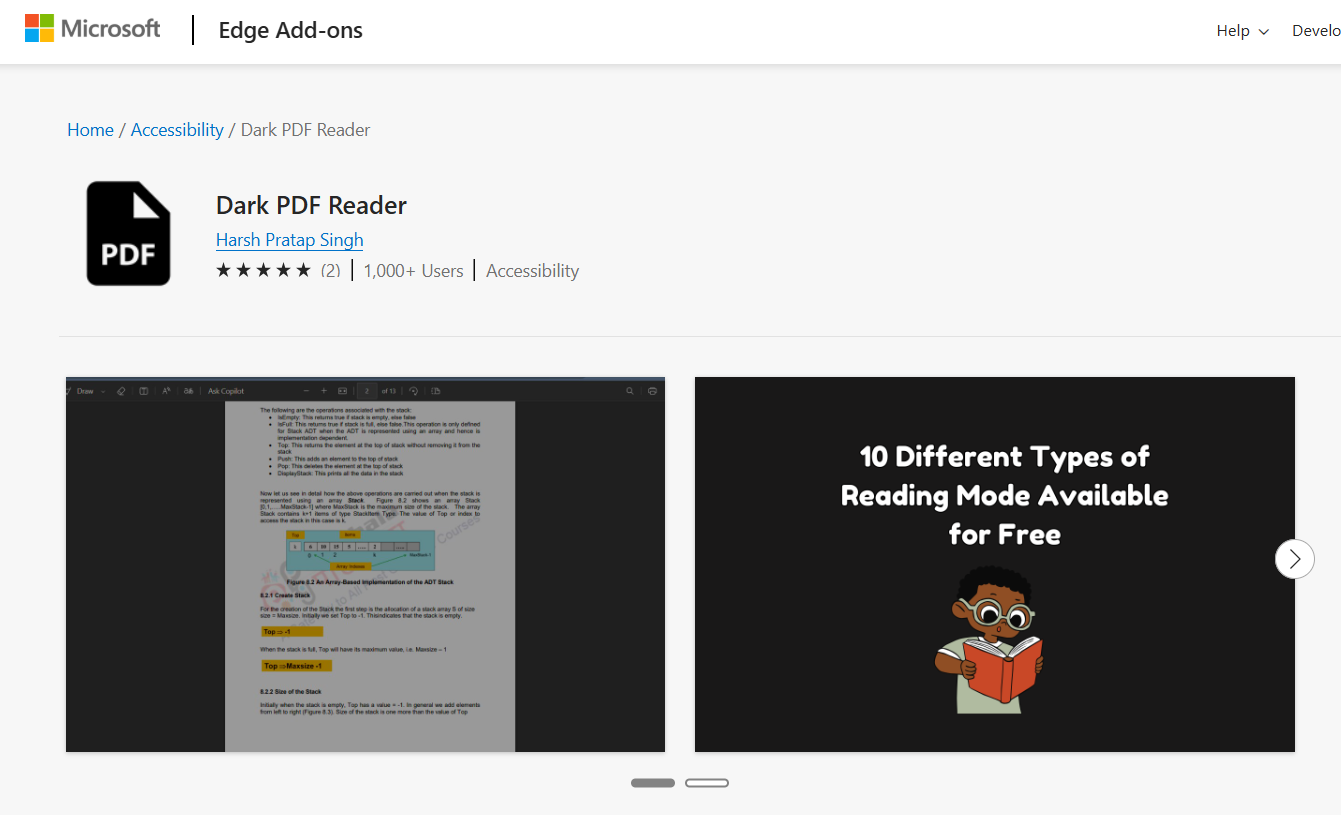 Microsoft
Edge Add-ons
Help
Develo
Home / Accessibility / Dark PDF Reader
PDF
Dark PDF Reader
Harsh Pratap Singh
(2)
1,000+ Users
Accessibility
Draw
Ask Copilot
2
of 13
The following are the operations associated with the stack:
IsEmpty: This returns true if stack is empty, else false
IsFull: This returns true if stack is full, else false.This operation is only defined
for Stack ADT when the ADT is represented using an array and hence is
implementation dependent.
Top: This returns the element at the top of stack without removing it from the
stack
Push: This adds an element to the top of stack
Pop: This deletes the element at the top of stack
DisplayStack: This prints all the data in the stack
Now let us see in detail how the above operations are carried out when the stack is
represented using an array Stack. Figure 8.2 shows an array Stack
[0,1,.....MaxStack-1] where MaxStack is the maximum size of the stack. The array
Stack contains k+1 items of type StackItem Type. The value of Top or index to
access the stack in this case is k.
Courses
Top
Array indexes
MaxStack-1
Figure 8.2 An Array-Based Implementation of the ADT Stack
8.2.1 Create Stack
For the creation of the Stack the first step is the allocation of a stack array S of size
size = Maxsize. Initially we set Top to -1. Thisindicates that the stack is empty.
Top => -1
When the stack is full, Top will have its maximum value, i.e. Maxsize – 1
Top =>Maxsize -1
8.2.2 Size of the Stack
Initially when the stack is empty, Top has a value = -1. In general we add elements
from left to right (Figure 8.3). Size of the stack is one more than the value of Top
10 Different Types of
Reading Mode Available
for Free